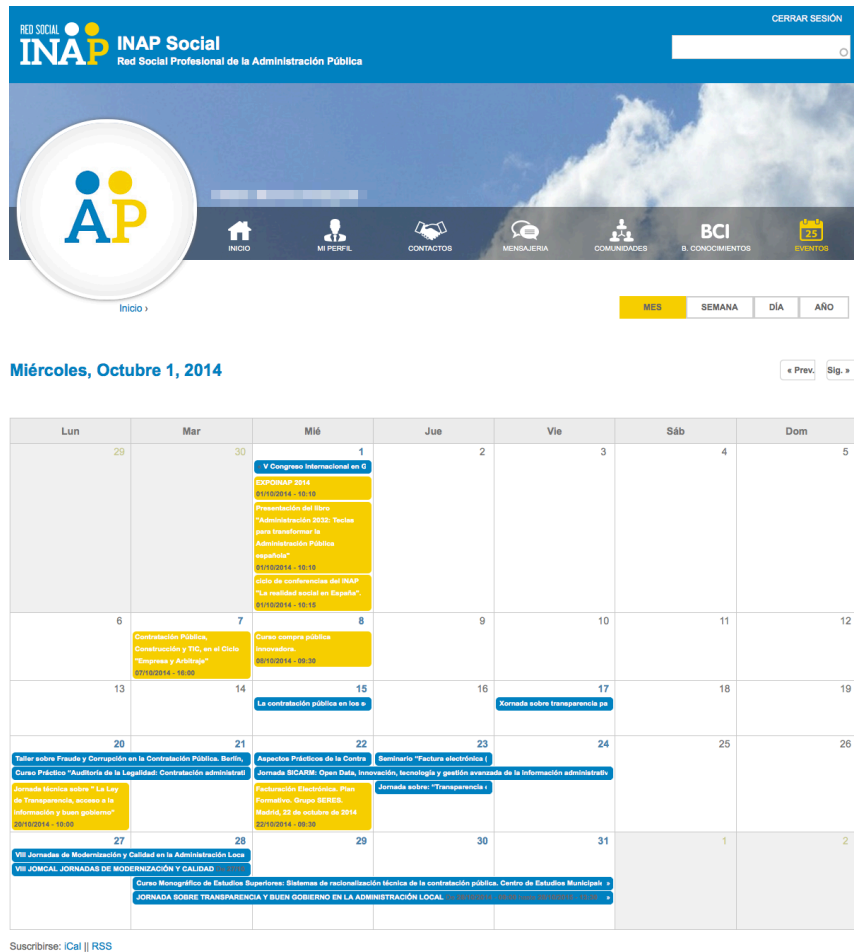 CERRAR SESIÓN
RED SOCIAL
INAP
INAP Social
Red Social Profesional de la Administración Pública
AP
INICIO
MI PERFIL
CONTACTOS
MENSAJERIA
COMUNIDADES
BCI
B. CONOCIMIENTOS
25
EVENTOS
Inicio ›
MES SEMANA DÍA AÑO
Miércoles, Octubre 1, 2014
« Prev. Sig. »
Lun Mar Mié Jue Vie Sáb Dom
29 30 1 2 3 4 5
V Congreso Internacional en G
EXPOINAP 2014
01/10/2014 - 10:10
Presentación del libro
"Administración 2032: Teclas
para transformar la
Administración Pública
española"
01/10/2014 - 10:10
ciclo de conferencias del INAP
"La realidad social en España".
01/10/2014 - 10:15
6 7 8 9 10 11 12
Contratación Pública,
Construcción y TIC, en el Ciclo
"Empresa y Arbitraje"
07/10/2014 - 16:00
Curso compra pública
innovadora.
08/10/2014 - 09:30
13 14 15 16 17 18 19
La contratación pública en los
Xornada sobre transparencia pa
20 21 22 23 24 25 26
Taller sobre Fraude y Corrupción en la Contratación Pública. Berlín,
Aspectos Prácticos de la Contra
Seminario "Factura electrónica (
Curso Práctico "Auditoría de la Legalidad: Contratación administrati
Jornada SICARM: Open Data, innovación, tecnología y gestión avanzada de la información administrativ
Jornada técnica sobre " La Ley
de Transparencia, acceso a la
información y buen gobierno"
20/10/2014 - 10:00
Facturación Electrónica. Plan
Formativo. Grupo SERES.
Madrid, 22 de octubre de 2014
22/10/2014 - 09:30
Jornada sobre: "Transparencia
27 28 29 30 31 1 2
VIII Jornadas de Modernización y Calidad en la Administración Loca
VIII JOMCAL JORNADAS DE MODERNIZACIÓN Y CALIDAD
Curso Monográfico de Estudios Superiores: Sistemas de racionalización técnica de la contratación pública. Centro de Estudios Municipale »
JORNADA SOBRE TRANSPARENCIA Y BUEN GOBIERNO EN LA ADMINISTRACIÓN LOCAL »
Suscribirse: iCal || RSS